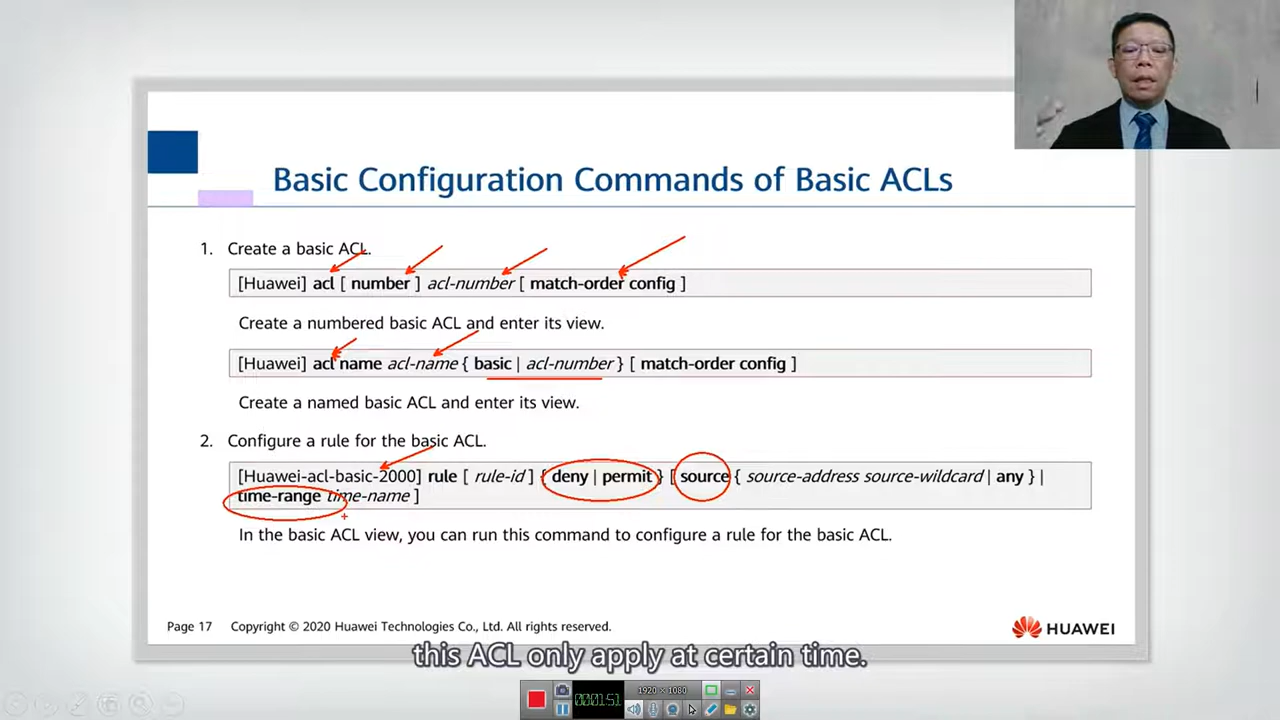 Basic Configuration Commands of Basic ACLs
1. Create a basic ACL.
[Huawei] acl [ number ] acl-number [ match-order config ]
Create a numbered basic ACL and enter its view.
[Huawei] acl name acl-name { basic | acl-number } [ match-order config ]
Create a named basic ACL and enter its view.
2. Configure a rule for the basic ACL.
[Huawei-acl-basic-2000] rule [ rule-id ] { deny | permit } [ source { source-address source-wildcard | any } |
time-range time-name ]
In the basic ACL view, you can run this command to configure a rule for the basic ACL.
Page 17 Copyright © 2020 Huawei Technologies Co., Ltd. All rights reserved.
HUAWEI
this ACL only apply at certain time.
1920 × 1080
0001:51